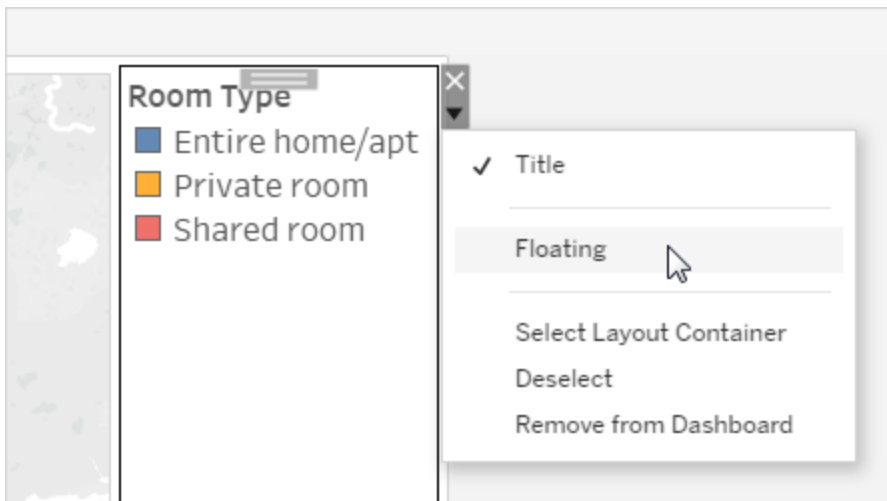 Room Type
Entire home/apt
Private room
Shared room
Title
Floating
Select Layout Container
Deselect
Remove from Dashboard